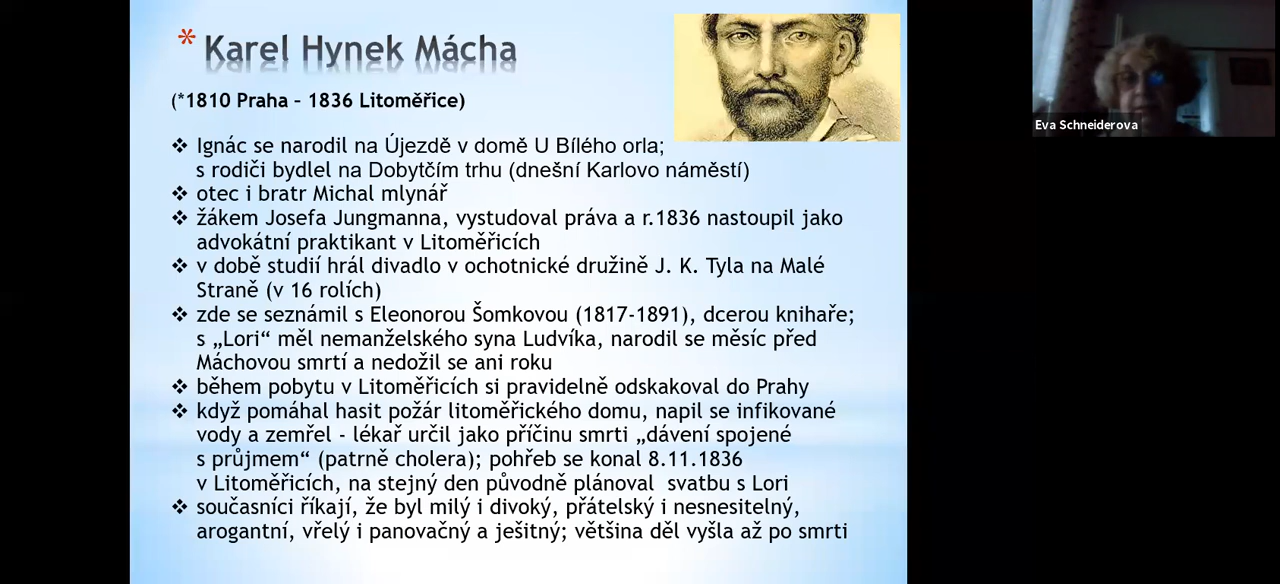 * Karel Hynek Mácha
(*1810 Praha – 1836 Litoměřice)
❖ Ignác se narodil na Újezdě v domě U Bílého orla;
s rodiči bydlel na Dobytčím trhu (dnešní Karlovo náměstí)
❖ otec i bratr Michal mlynář
❖ žákem Josefa Jungmanna, vystudoval práva a r.1836 nastoupil jako
advokátní praktikant v Litoměřicích
❖ v době studií hrál divadlo v ochotnické družině J. K. Tyla na Malé
Straně (v 16 rolích)
❖ zde se seznámil s Eleonorou Šomkovou (1817-1891), dcerou knihaře;
s „Lori“ měl nemanželského syna Ludvíka, narodil se měsíc před
Máchovou smrtí a nedožil se ani roku
❖ během pobytu v Litoměřicích si pravidelně odskakoval do Prahy
❖ když pomáhal hasit požár litoměřického domu, napil se infikované
vody a zemřel - lékař určil jako příčinu smrti „dávení spojené
s průjmem“ (patrně cholera); pohřeb se konal 8.11.1836
v Litoměřicích, na stejný den původně plánoval svatbu s Lori
❖ současníci říkají, že byl milý i divoký, přátelský i nesnesitelný,
arogantní, vřelý i panovačný a ješitný; většina děl vyšla až po smrti
Eva Schneiderova